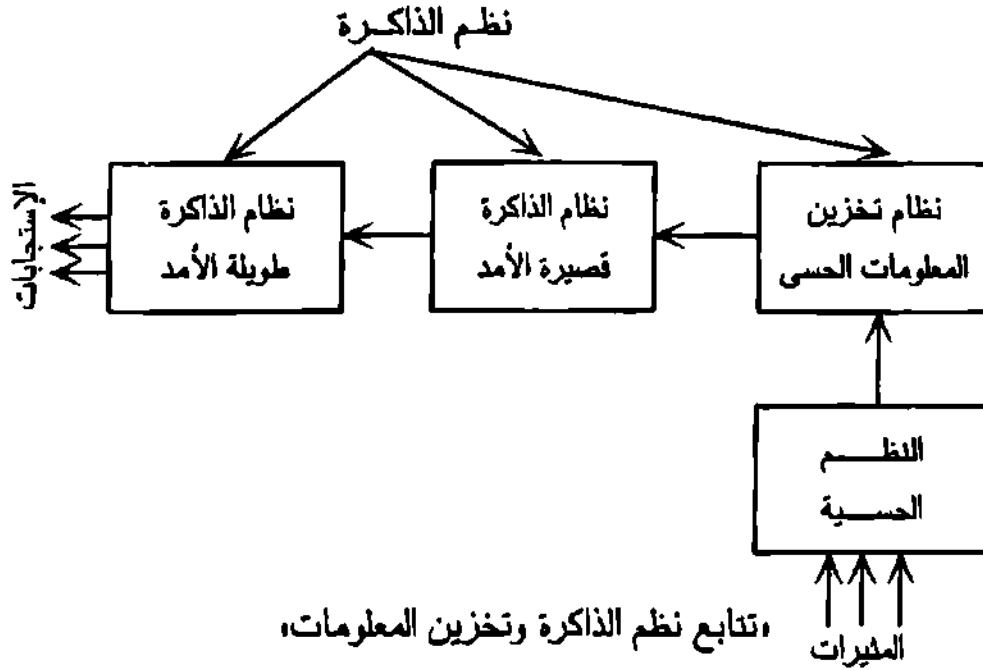 نظم الذاكرة
نظام تخزين
المعلومات الحسى
نظام الذاكرة
قصيرة الأمد
نظام الذاكرة
طويلة الأمد
الإستجابات
النظم
الحسية
المثيرات
«تتابع نظم الذاكرة وتخزين المعلومات»